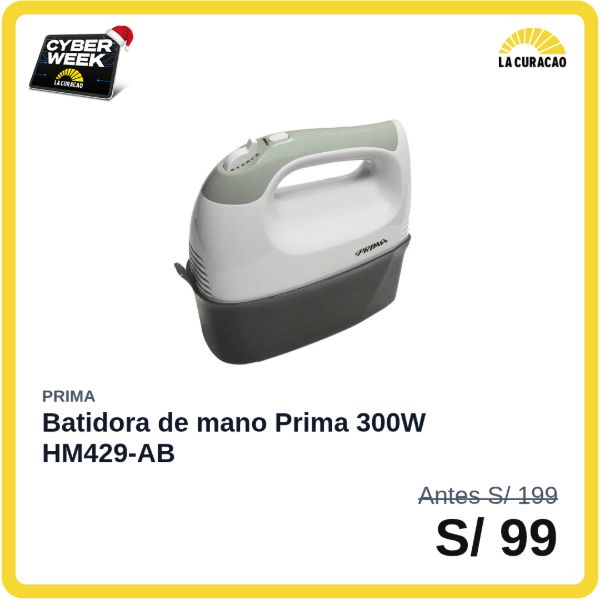 CYBER
WEEK
LA CURACAO
LA CURACAO
PRIMA
PRIMA
Batidora de mano Prima 300W
HM429-AB
Antes S/ 199
S/ 99